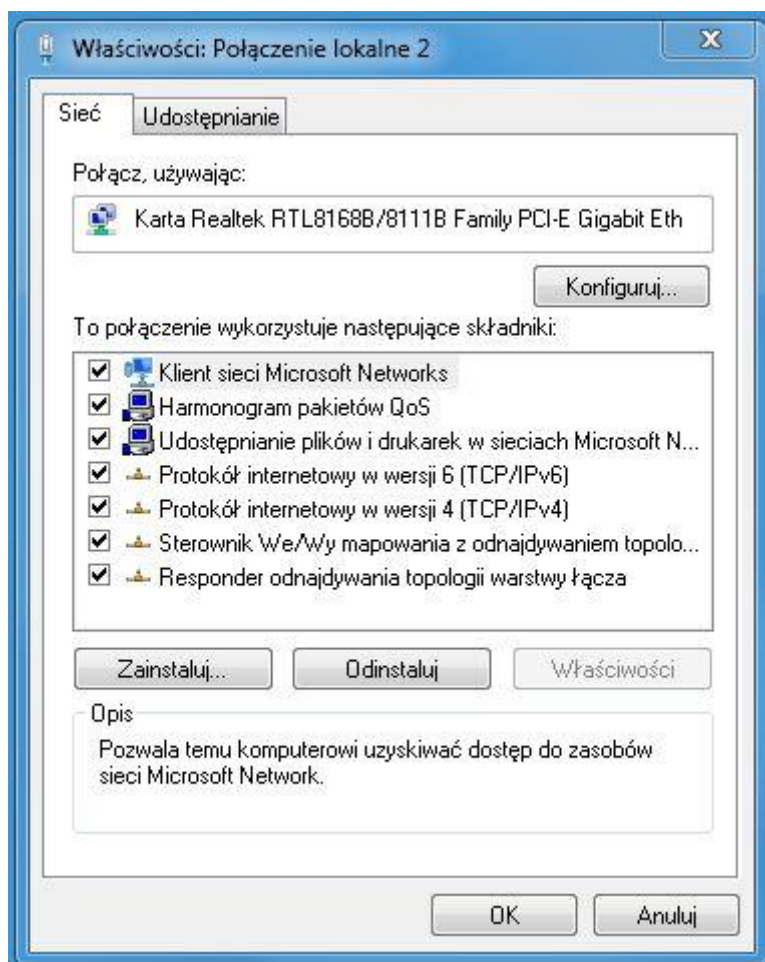 Właściwości: Połączenie lokalne 2
Sieć
Udostępnianie
Połącz, używając:
Karta Realtek RTL8168B/8111B Family PCI-E Gigabit Eth
Konfiguruj...
To połączenie wykorzystuje następujące składniki:
Klient sieci Microsoft Networks
Harmonogram pakietów QoS
Udostępnianie plików i drukarek w sieciach Microsoft N...
Protokół internetowy w wersji 6 (TCP/IPv6)
Protokół internetowy w wersji 4 (TCP/IPv4)
Sterownik We/Wy mapowania z odnajdywaniem topolo...
Responder odnajdywania topologii warstwy łącza
Zainstaluj...
Odinstaluj
Właściwości
Opis
Pozwala temu komputerowi uzyskiwać dostęp do zasobów
sieci Microsoft Network.
OK
Anuluj